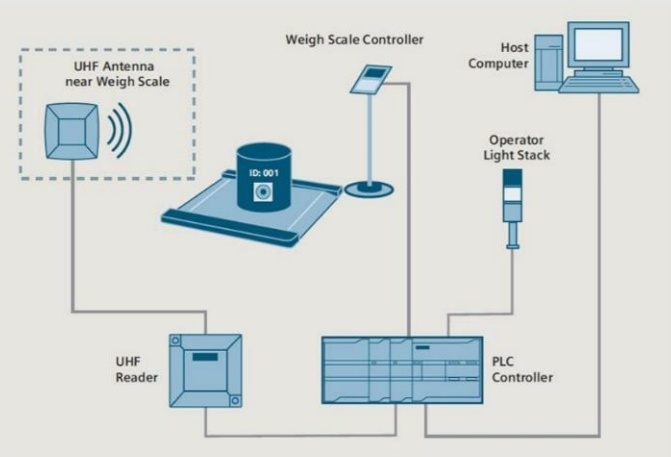 Weigh Scale Controller
UHF Antenna
near Weigh Scale
Host
Computer
Operator
Light Stack
ID: 001
UHF
Reader
PLC
Controller